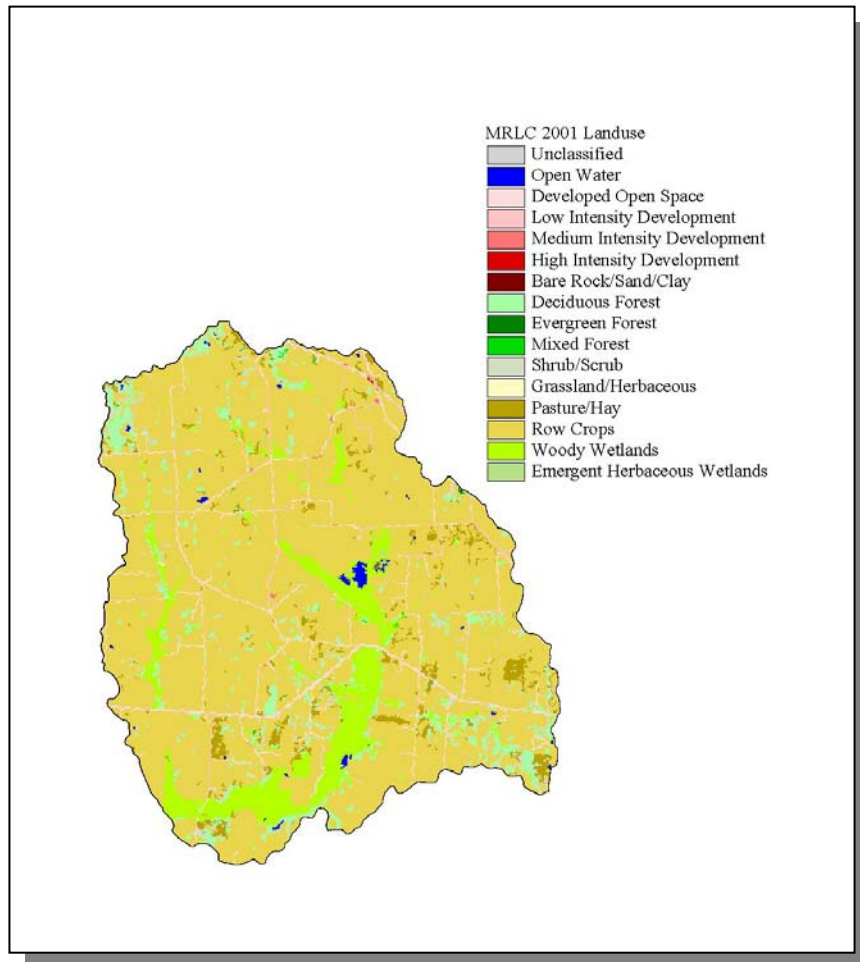 MRLC 2001 Landuse
Unclassified
Open Water
Developed Open Space
Low Intensity Development
Medium Intensity Development
High Intensity Development
Bare Rock/Sand/Clay
Deciduous Forest
Evergreen Forest
Mixed Forest
Shrub/Scrub
Grassland/Herbaceous
Pasture/Hay
Row Crops
Woody Wetlands
Emergent Herbaceous Wetlands